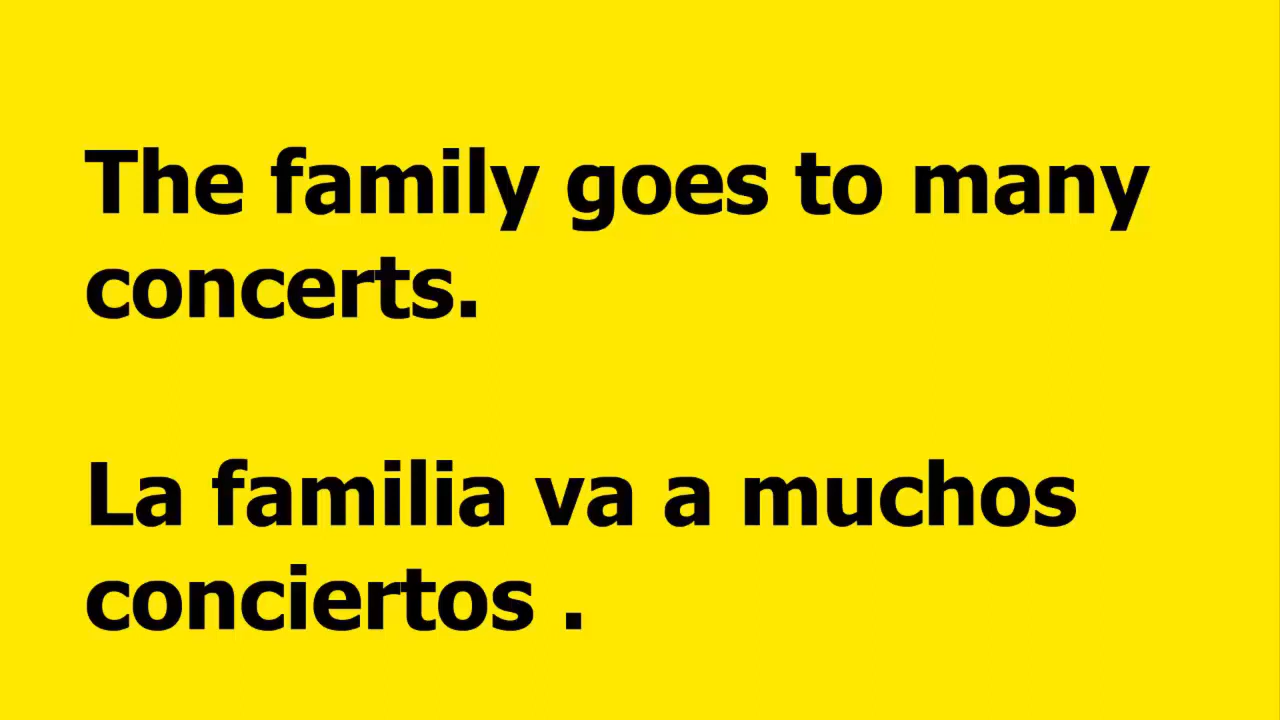 The family goes to many
concerts.
La familia va a muchos
conciertos .